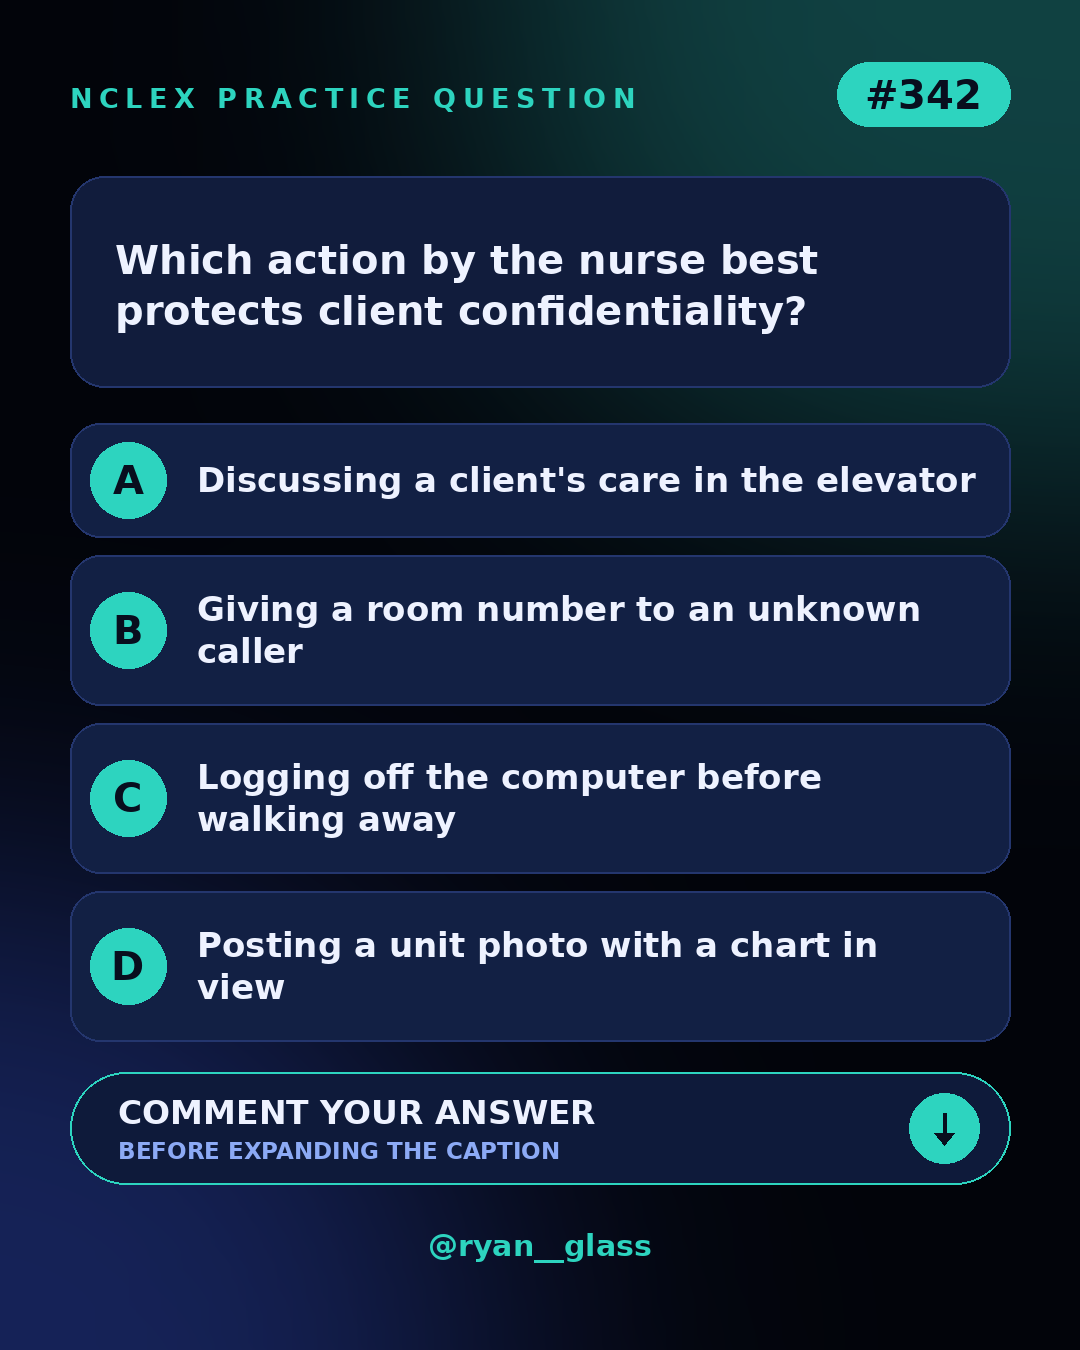 NCLEX PRACTICE QUESTION
#342
Which action by the nurse best
protects client confidentiality?
A
Discussing a client's care in the elevator
B
Giving a room number to an unknown
caller
C
Logging off the computer before
walking away
D
Posting a unit photo with a chart in
view
COMMENT YOUR ANSWER
BEFORE EXPANDING THE CAPTION
@ryan__glass